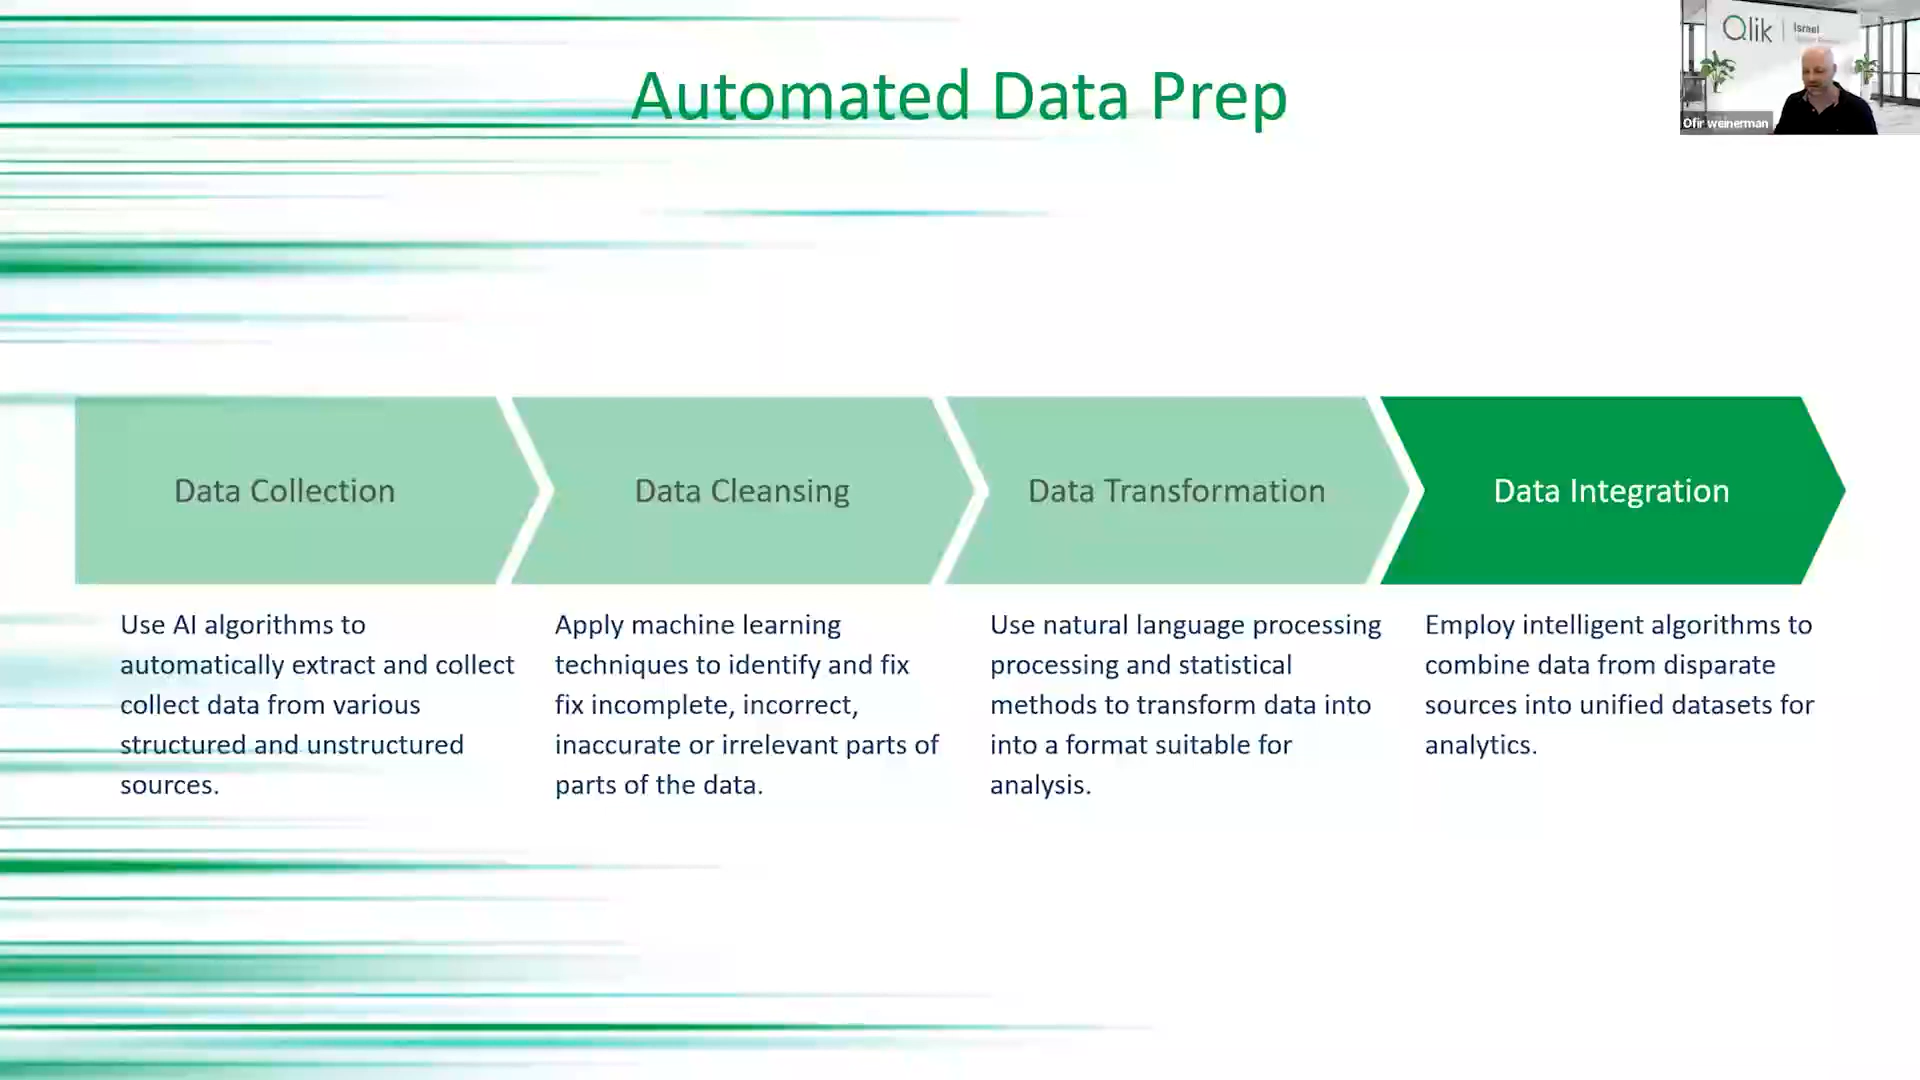 Automated Data Prep
Qlik
Israel
Ofir weinerman
Data Collection
Data Cleansing
Data Transformation
Data Integration
Use AI algorithms to
automatically extract and collect
collect data from various
structured and unstructured
sources.
Apply machine learning
techniques to identify and fix
fix incomplete, incorrect,
inaccurate or irrelevant parts of
parts of the data.
Use natural language processing
processing and statistical
methods to transform data into
into a format suitable for
analysis.
Employ intelligent algorithms to
combine data from disparate
sources into unified datasets for
analytics.